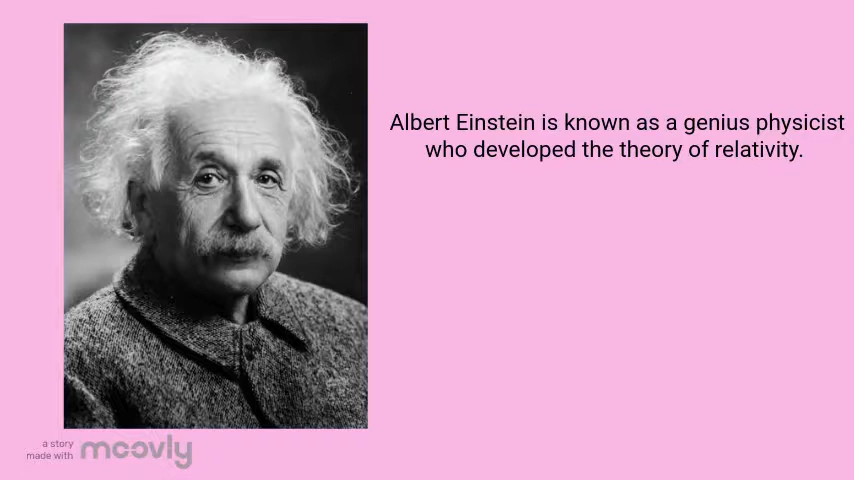 Albert Einstein is known as a genius physicist
who developed the theory of relativity.
a story
made with
moovly